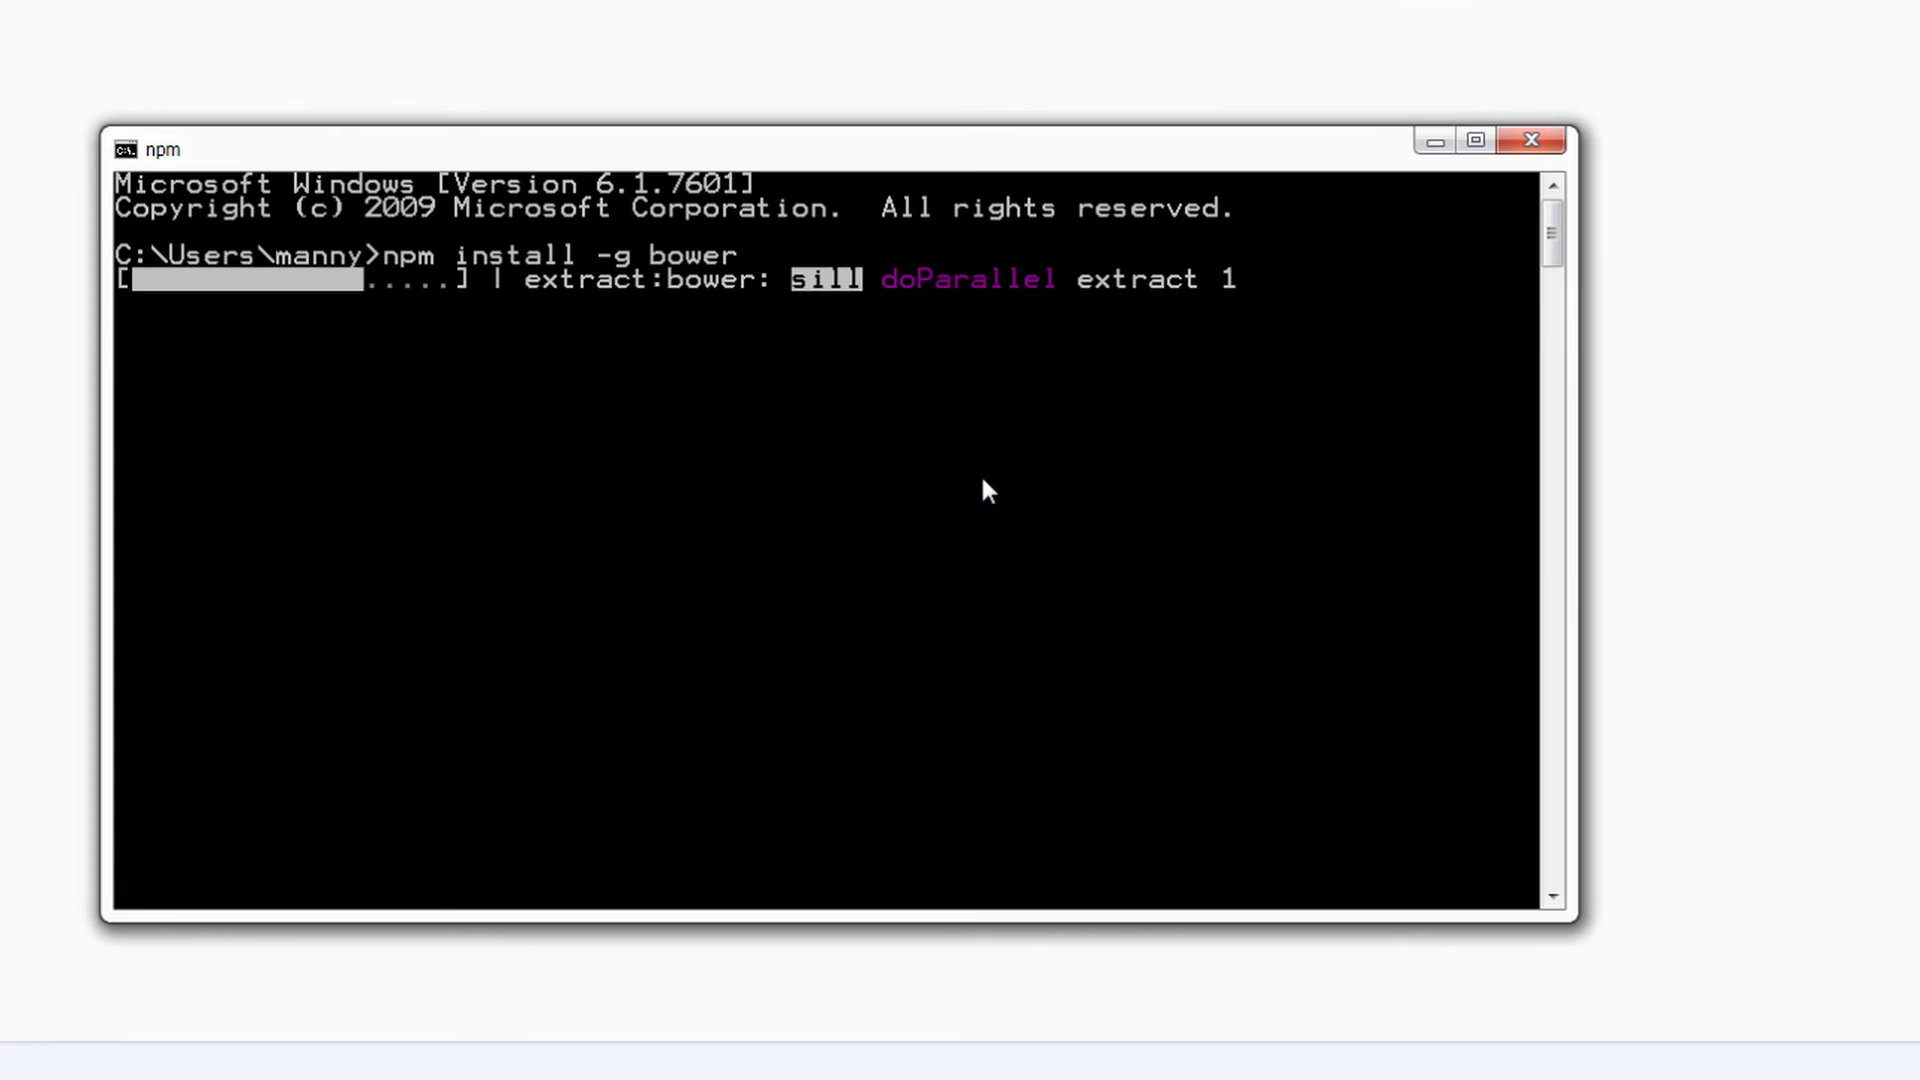 npm
Microsoft Windows [Version 6.1.7601]
Copyright (c) 2009 Microsoft Corporation.  All rights reserved.
C:\Users\manny>npm install -g bower
[             .....] | extract:bower: sill doParallel extract 1